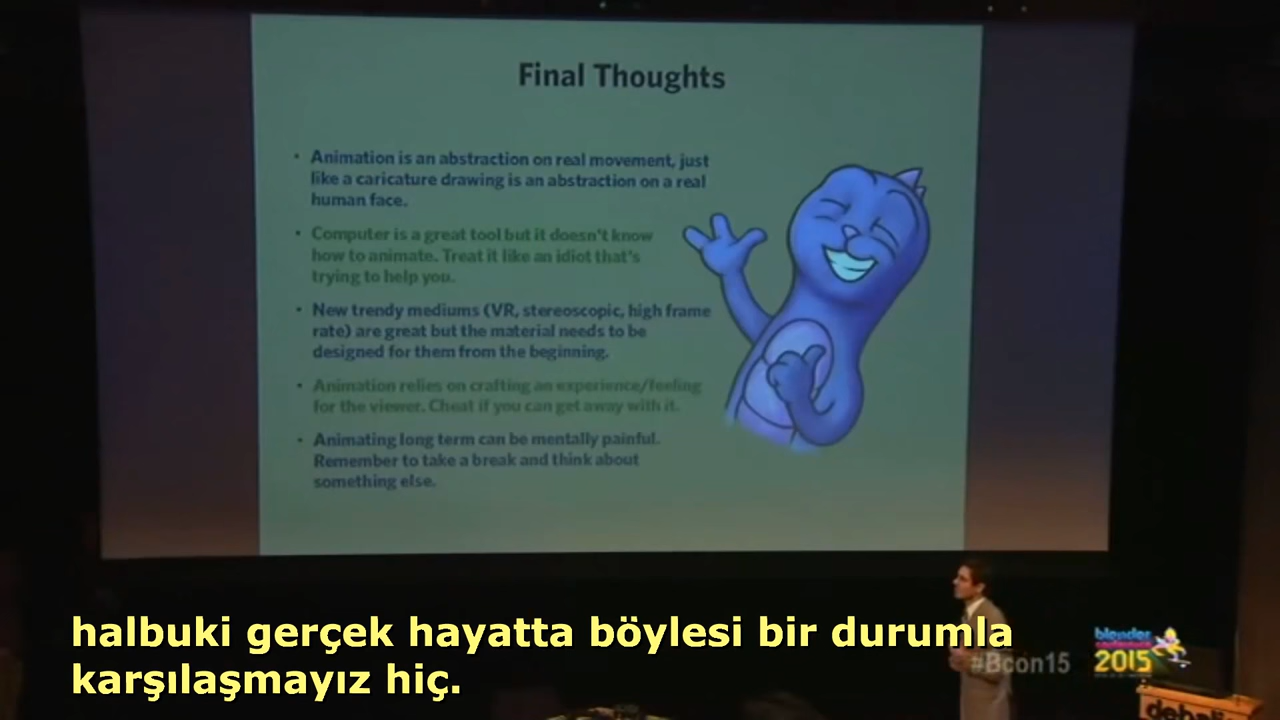 Final Thoughts
• Animation is an abstraction on real movement, just
like a caricature drawing is an abstraction on a real
human face.
• Computer is a great tool but it doesn't know
how to animate. Treat it like an idiot that's
trying to help you.
• New trendy mediums (VR, stereoscopic, high frame
rate) are great but the material needs to be
designed for them from the beginning.
• Animation relies on crafting an experience/feeling
for the viewer. Cheat if you can get away with it.
• Animating long term can be mentally painful.
Remember to take a break and think about
something else.
halbuki gerçek hayatta böylesi bir durumla
karşılaşmayız hiç.
#Bcon15
blender
conference
2015